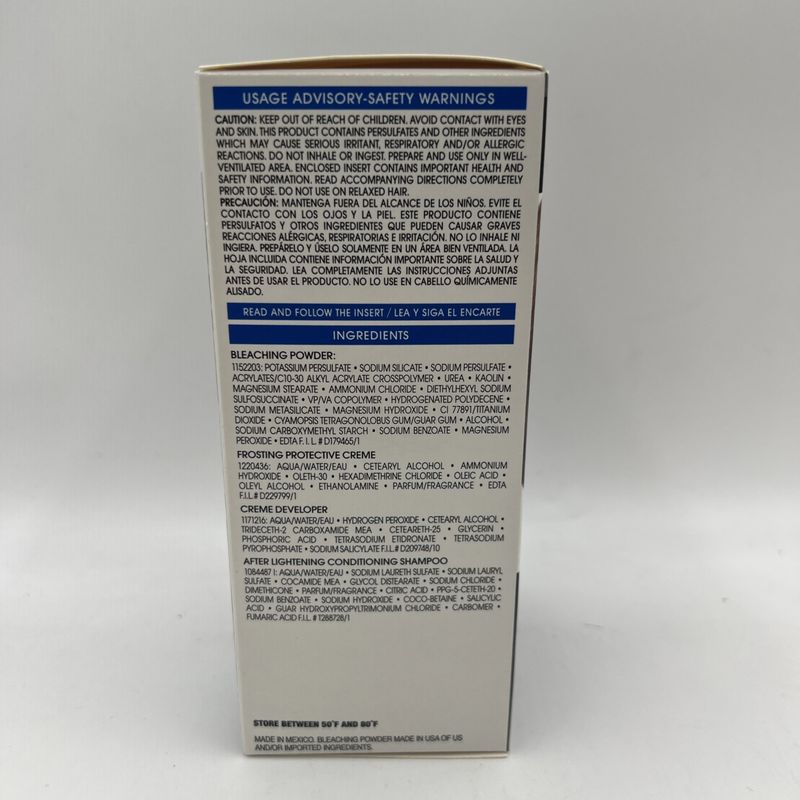 USAGE ADVISORY-SAFETY WARNINGS
CAUTION: KEEP OUT OF REACH OF CHILDREN. AVOID CONTACT WITH EYES
AND SKIN. THIS PRODUCT CONTAINS PERSULFATES AND OTHER INGREDIENTS
WHICH MAY CAUSE SERIOUS IRRITANT, RESPIRATORY AND/OR ALLERGIC
REACTIONS. DO NOT INHALE OR INGEST. PREPARE AND USE ONLY IN WELL-
VENTILATED AREA. ENCLOSED INSERT CONTAINS IMPORTANT HEALTH AND
SAFETY INFORMATION. READ ACCOMPANYING DIRECTIONS COMPLETELY
PRIOR TO USE. DO NOT USE ON RELAXED HAIR.
PRECAUCIÓN: MANTENGA FUERA DEL ALCANCE DE LOS NIÑOS. EVITE EL
CONTACTO CON LOS OJOS Y LA PIEL. ESTE PRODUCTO CONTIENE
PERSULFATOS Y OTROS INGREDIENTES QUE PUEDEN CAUSAR GRAVES
REACCIONES ALÉRGICAS, RESPIRATORIAS E IRRITACIÓN. NO LO INHALE NI
INGIERA. PREPÁRELO Y ÚSELO SOLAMENTE EN UN ÁREA BIEN VENTILADA. LA
HOJA INCLUIDA CONTIENE INFORMACIÓN IMPORTANTE SOBRE LA SALUD Y
LA SEGURIDAD. LEA COMPLETAMENTE LAS INSTRUCCIONES ADJUNTAS
ANTES DE USAR EL PRODUCTO. NO LO USE EN CABELLO QUÍMICAMENTE
ALISADO.
READ AND FOLLOW THE INSERT / LEA Y SIGA EL ENCARTE
INGREDIENTS
BLEACHING POWDER:
1152203: POTASSIUM PERSULFATE • SODIUM SILICATE • SODIUM PERSULFATE •
ACRYLATES/C10-30 ALKYL ACRYLATE CROSSPOLYMER • UREA • KAOLIN •
MAGNESIUM STEARATE • AMMONIUM CHLORIDE • DIETHYLHEXYL SODIUM
SULFOSUCCINATE • VP/VA COPOLYMER • HYDROGENATED POLYDECENE •
SODIUM METASILICATE • MAGNESIUM HYDROXIDE • CI 77891/TITANIUM
DIOXIDE • CYAMOPSIS TETRAGONOLOBUS GUM/GUAR GUM • ALCOHOL •
SODIUM CARBOXYMETHYL STARCH • SODIUM BENZOATE • MAGNESIUM
PEROXIDE • EDTA F. I. L. # D179465/1
FROSTING PROTECTIVE CREME
1220436: AQUA/WATER/EAU • CETEARYL ALCOHOL • AMMONIUM
HYDROXIDE • OLETH-30 • HEXADIMETHRINE CHLORIDE • OLEIC ACID •
OLEYL ALCOHOL • ETHANOLAMINE • PARFUM/FRAGRANCE • EDTA
F.I.L.# D229799/1
CREME DEVELOPER
1171216: AQUA/WATER/EAU • HYDROGEN PEROXIDE • CETEARYL ALCOHOL •
TRIDECETH-2 CARBOXAMIDE MEA • CETEARETH-25 • GLYCERIN •
PHOSPHORIC ACID • TETRASODIUM ETIDRONATE • TETRASODIUM
PYROPHOSPHATE • SODIUM SALICYLATE F.I.L.# D209748/10
AFTER LIGHTENING CONDITIONING SHAMPOO
1084487 I: AQUA/WATER/EAU • SODIUM LAURETH SULFATE • SODIUM LAURYL
SULFATE • COCAMIDE MEA • GLYCOL DISTEARATE • SODIUM CHLORIDE •
DIMETHICONE • PARFUM/FRAGRANCE • CITRIC ACID • PPG-5-CETETH-20 •
SODIUM BENZOATE • SODIUM HYDROXIDE • COCO-BETAINE • SALICYLIC
ACID • GUAR HYDROXYPROPYLTRIMONIUM CHLORIDE • CARBOMER •
FUMARIC ACID F.I.L. # T288728/1
STORE BETWEEN 50°F AND 80°F
MADE IN MEXICO. BLEACHING POWDER MADE IN USA OF US
AND/OR IMPORTED INGREDIENTS.